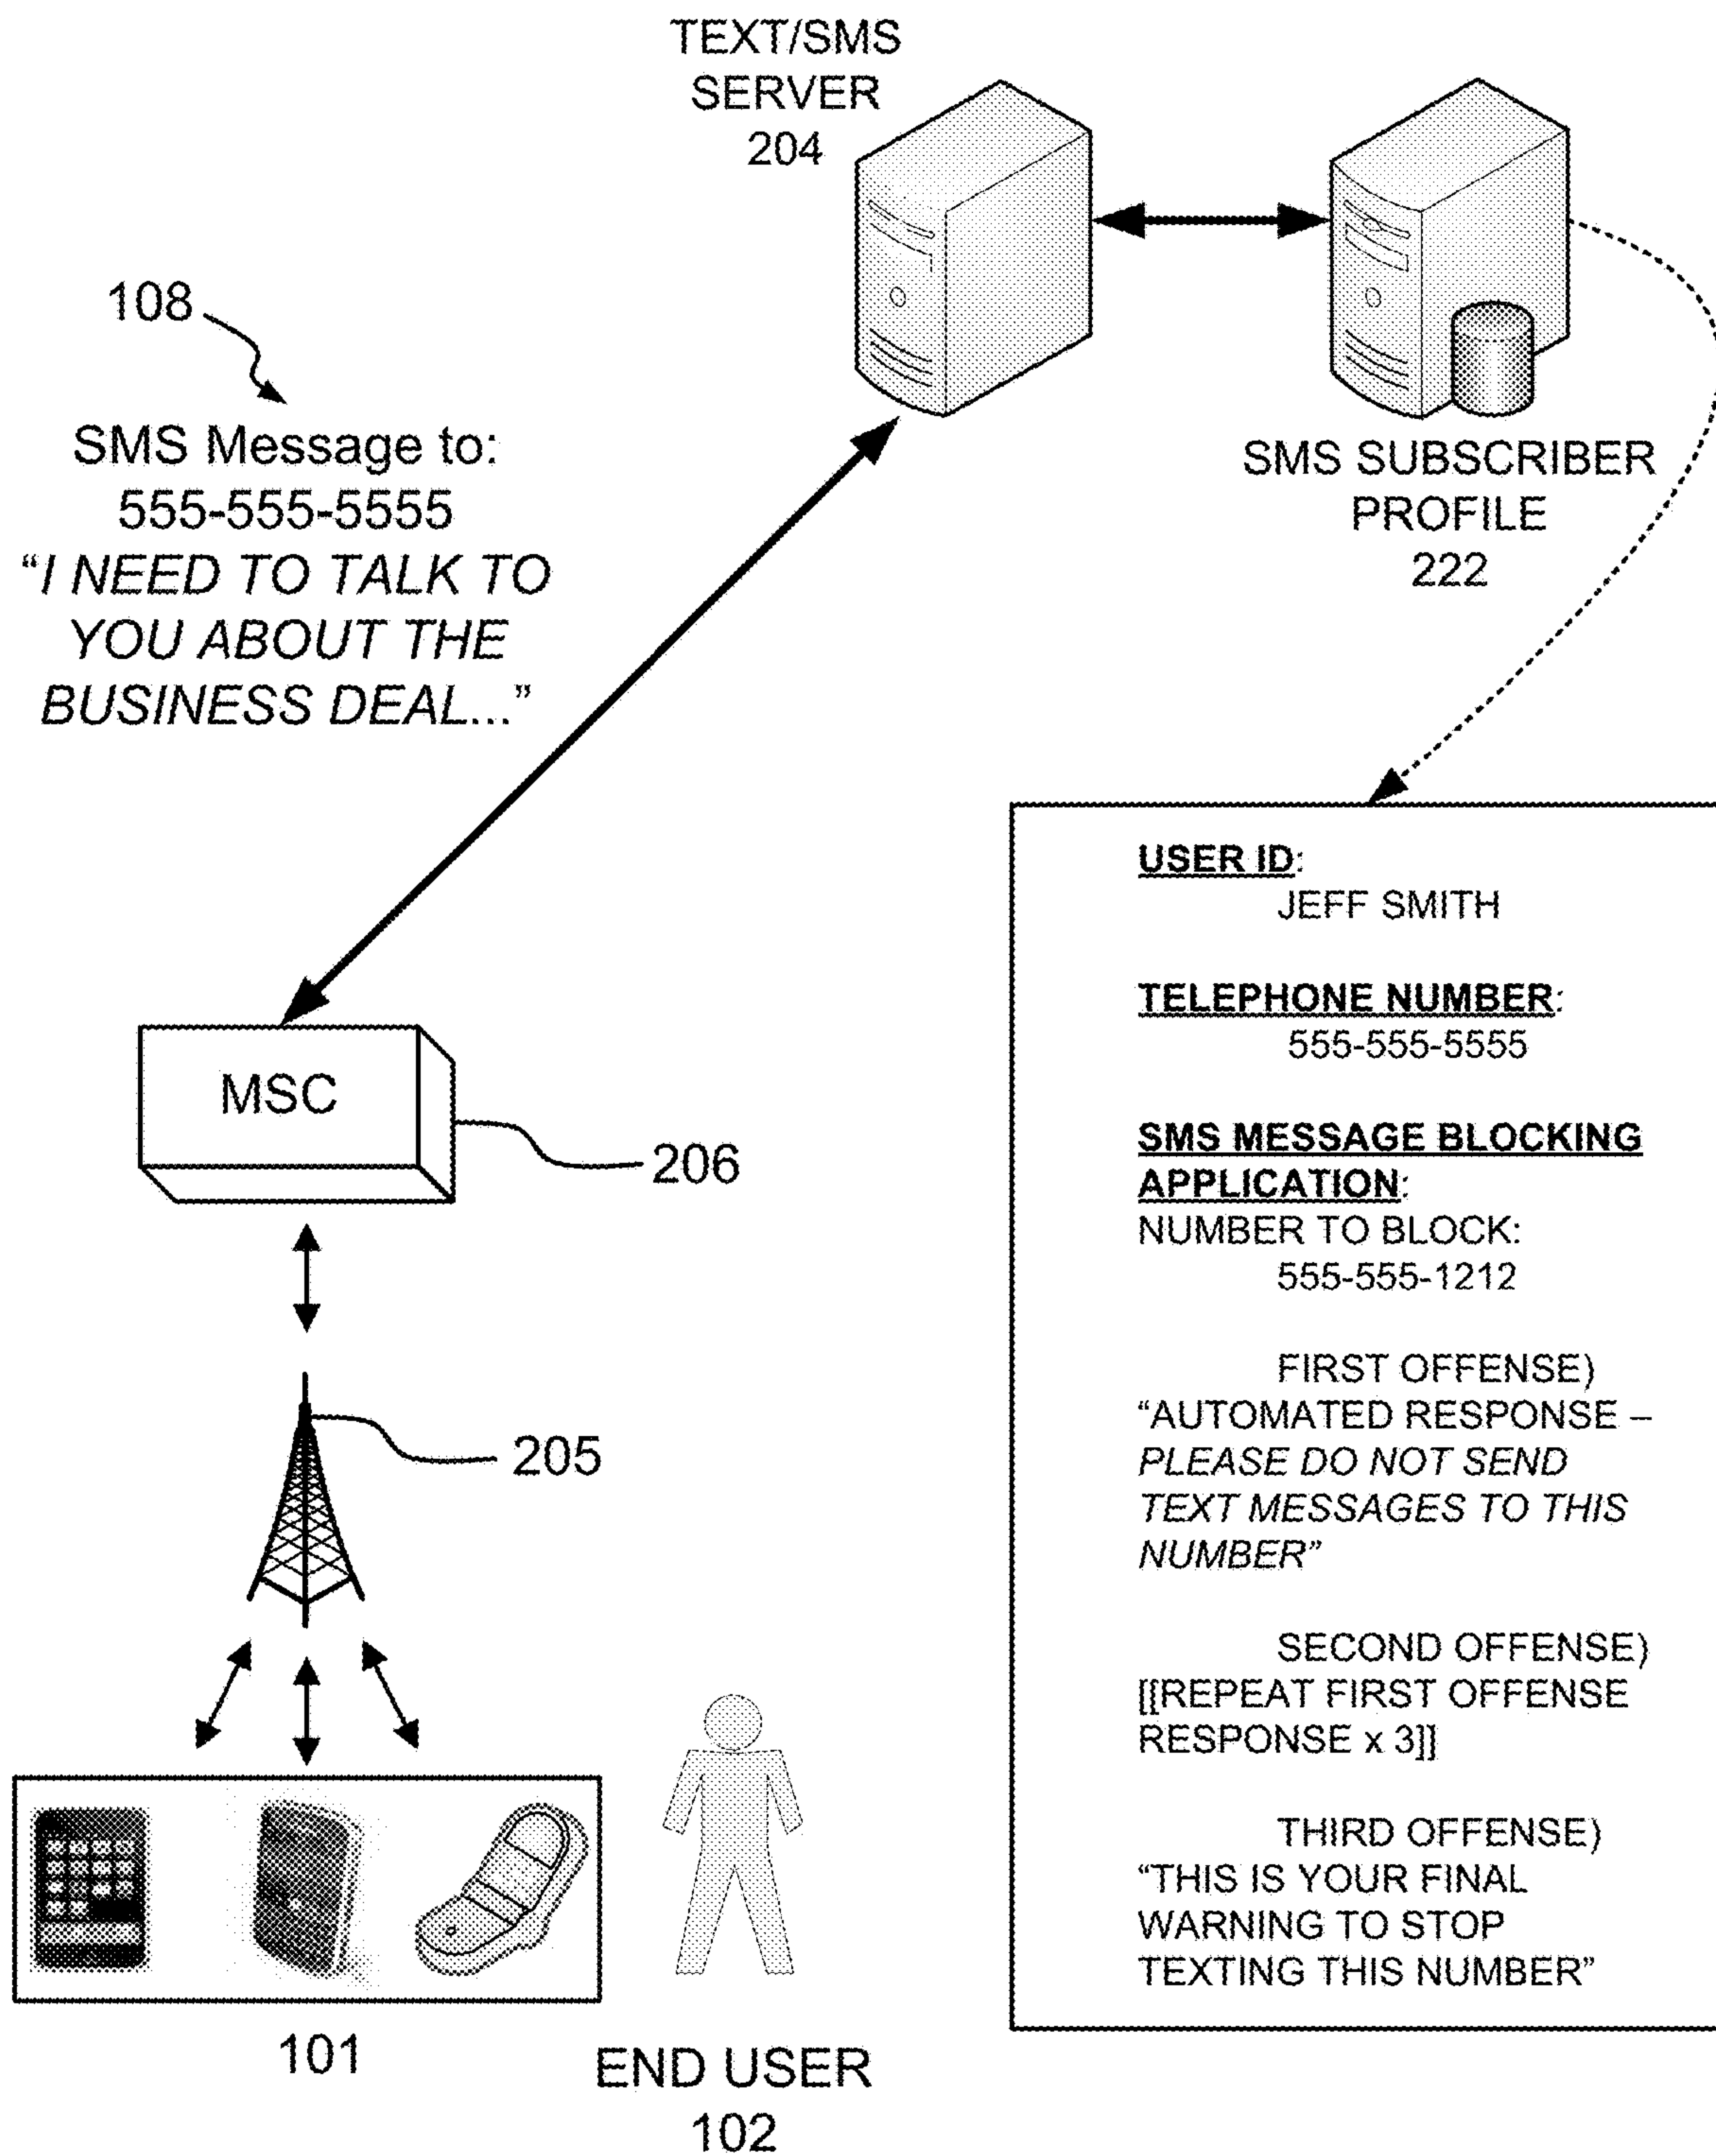 TEXT/SMS
SERVER
204
108
SMS Message to:
555-555-5555
“I NEED TO TALK TO
YOU ABOUT THE
BUSINESS DEAL...”
SMS SUBSCRIBER
PROFILE
222
MSC
206
205
101
END USER
102
USER ID:
JEFF SMITH
TELEPHONE NUMBER:
555-555-5555
SMS MESSAGE BLOCKING
APPLICATION:
NUMBER TO BLOCK:
555-555-1212
FIRST OFFENSE)
“AUTOMATED RESPONSE –
PLEASE DO NOT SEND
TEXT MESSAGES TO THIS
NUMBER”
SECOND OFFENSE)
[[REPEAT FIRST OFFENSE
RESPONSE x 3]]
THIRD OFFENSE)
“THIS IS YOUR FINAL
WARNING TO STOP
TEXTING THIS NUMBER”